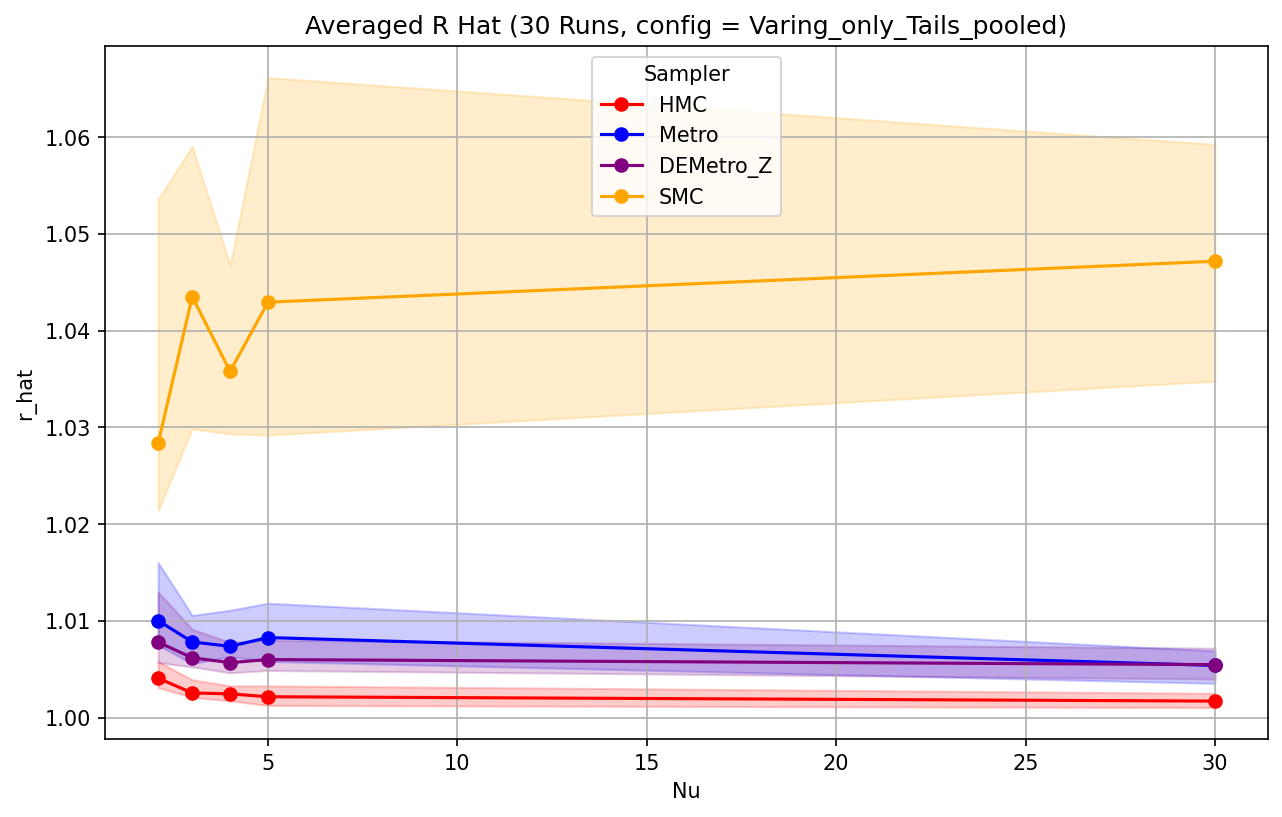 Averaged R Hat (30 Runs, config = Varing_only_Tails_pooled)
Sampler
HMC
Metro
DEMetro_Z
SMC
r_hat
1.06
1.05
1.04
1.03
1.02
1.01
1.00
5
10
15
20
25
30
Nu